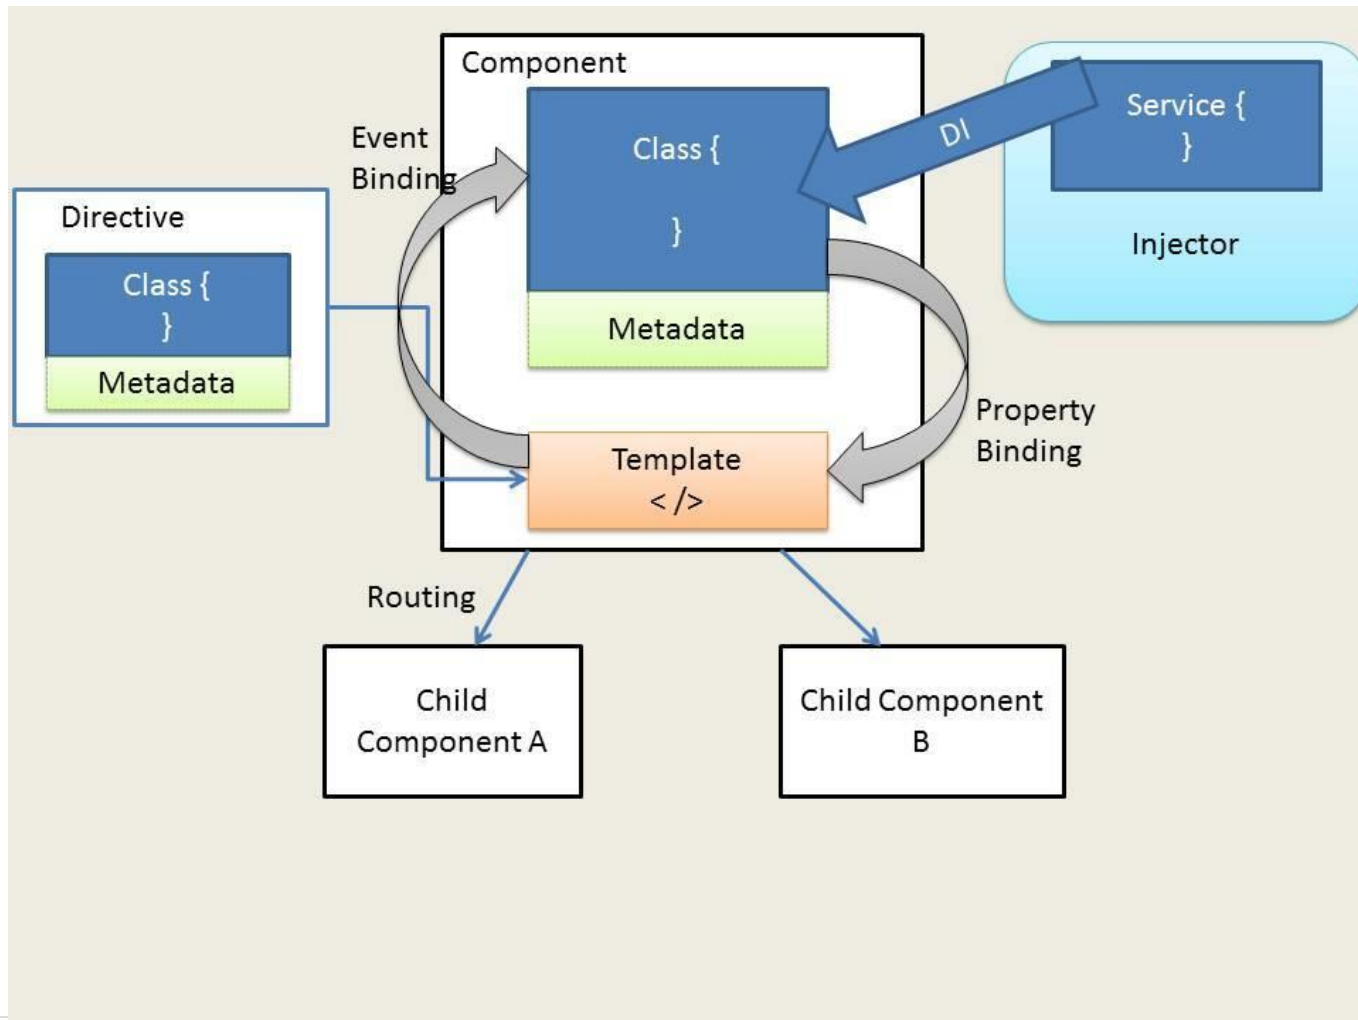 Component
Class {
}
Metadata
Template
< />
Event
Binding
Directive
Class {
}
Metadata
DI
Service {
}
Injector
Property
Binding
Routing
Child
Component A
Child Component
B